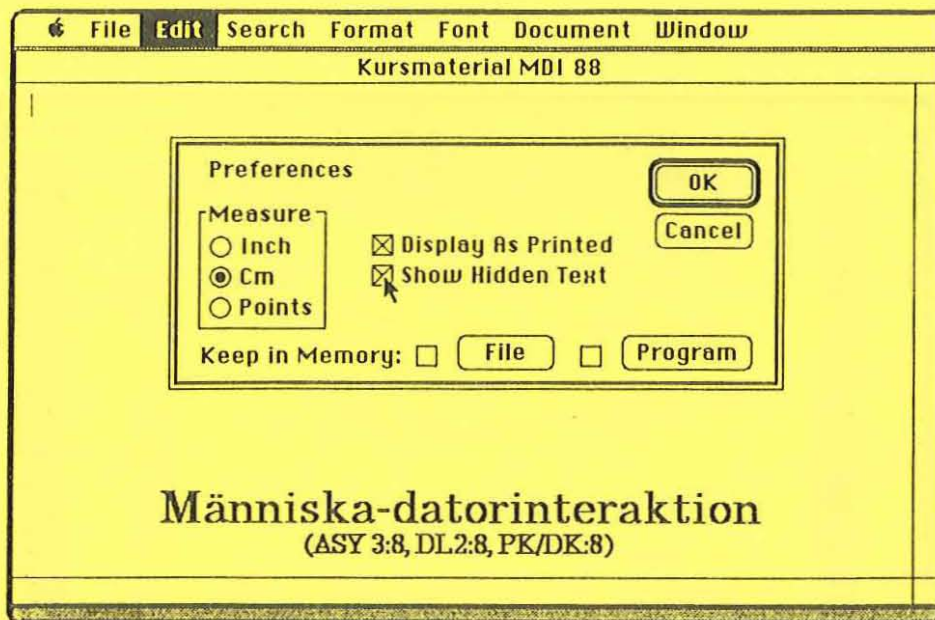 File Edit Search Format Font Document Window
Kursmaterial MDI 88
Preferences
OK
Measure
Inch
Cm
Points
Display As Printed
Show Hidden Text
Cancel
Keep in Memory: File Program
Människa-datorinteraktion
(ASY 3:8, DL2:8, PK/DK:8)